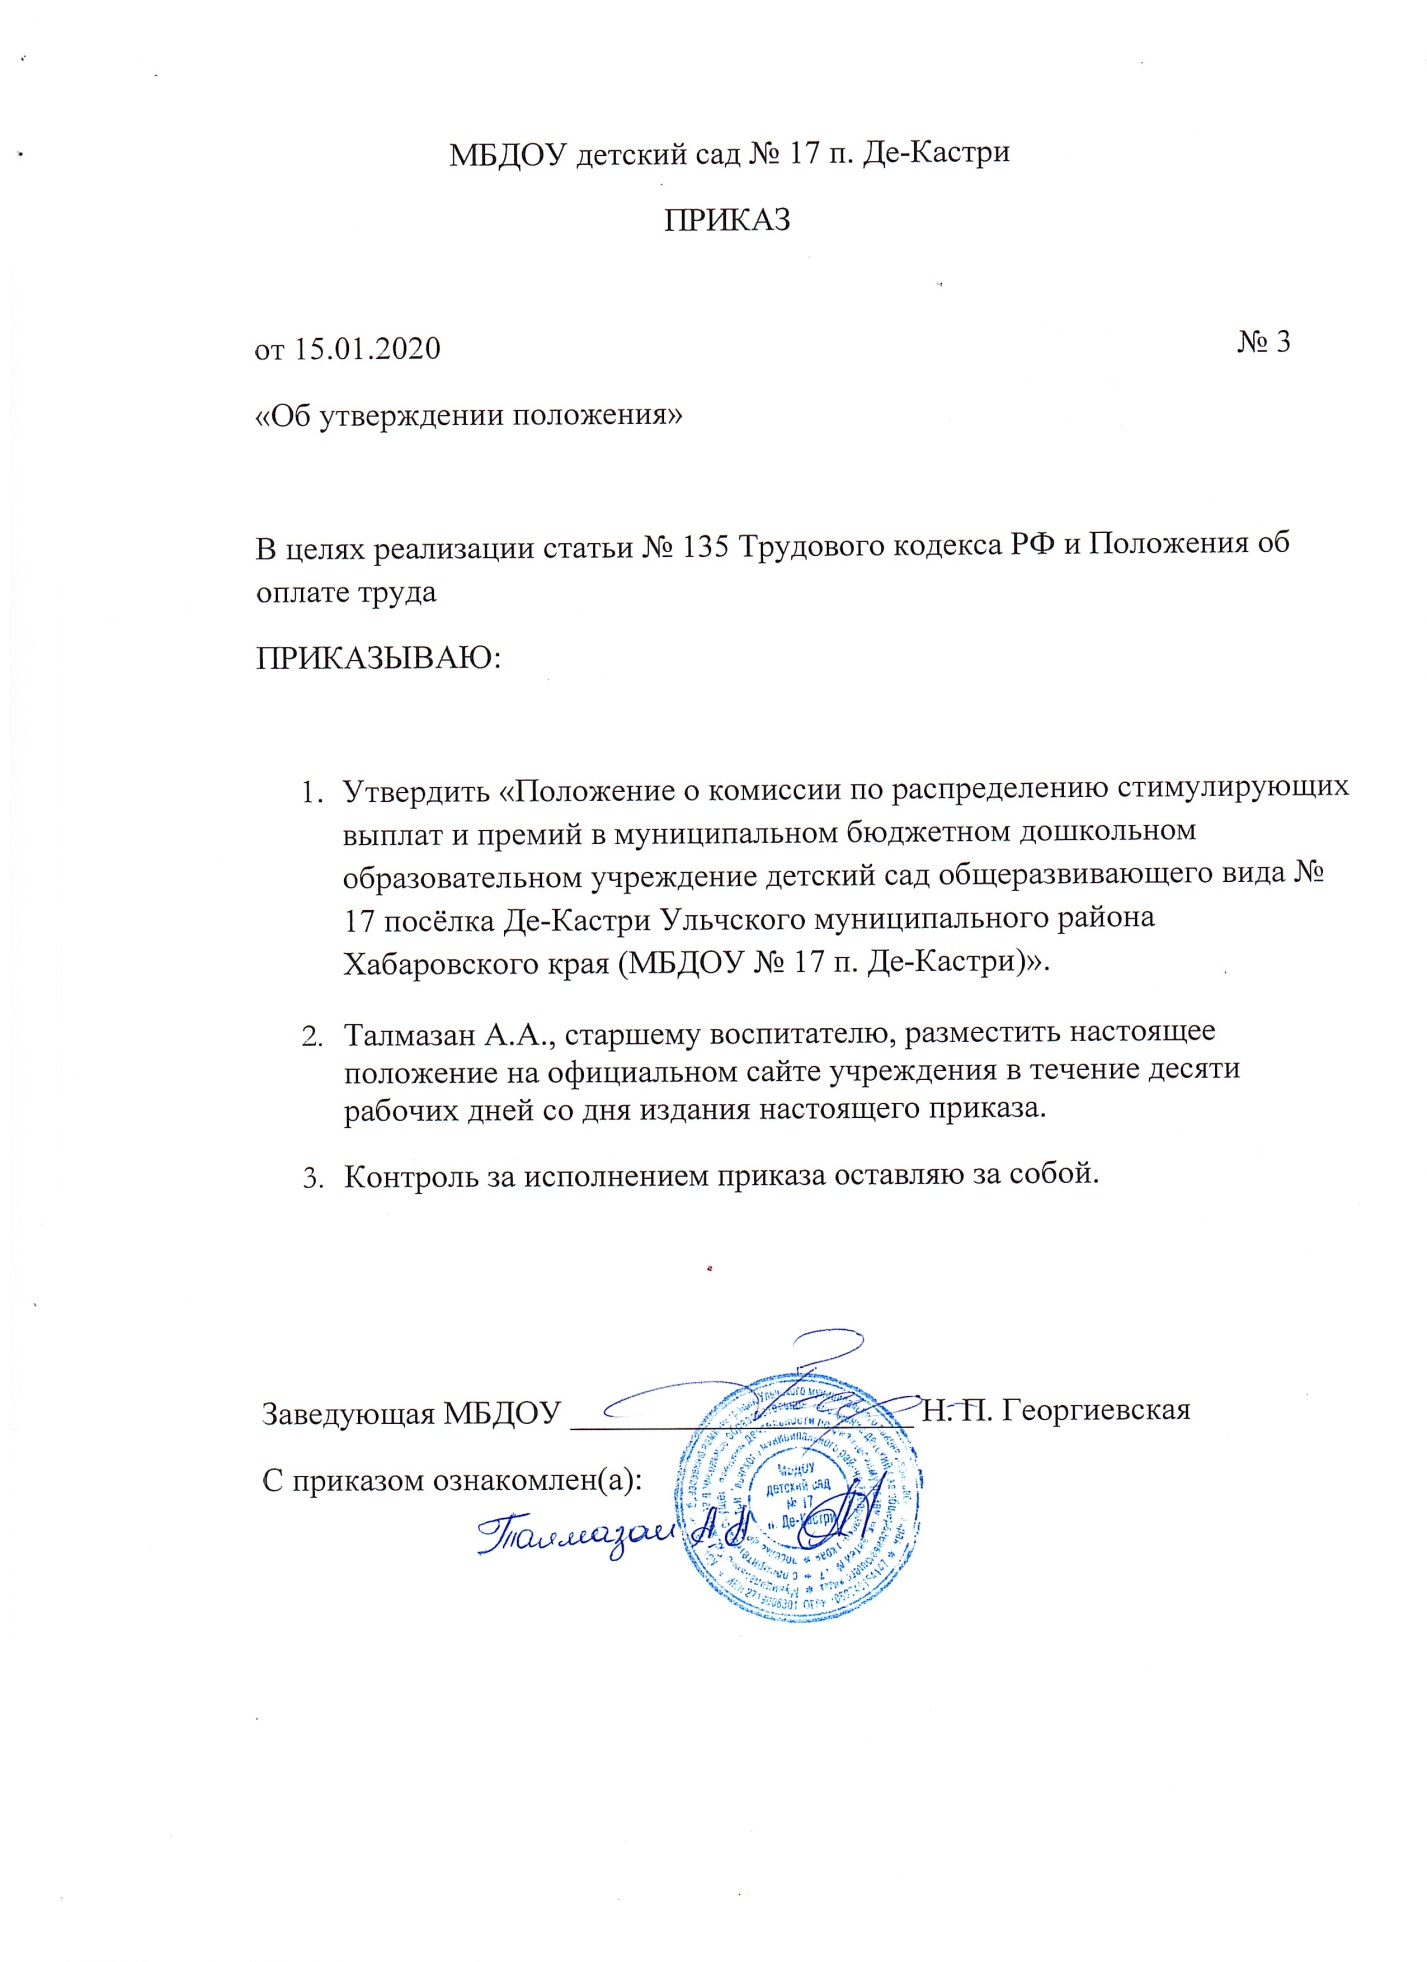 МБДОУ детский сад № 17 п. Де-Кастри
ПРИКАЗ
от 15.01.2020 № 3
«Об утверждении положения»
В целях реализации статьи № 135 Трудового кодекса РФ и Положения об
оплате труда
ПРИКАЗЫВАЮ:
1. Утвердить «Положение о комиссии по распределению стимулирующих
выплат и премий в муниципальном бюджетном дошкольном
образовательном учреждение детский сад общеразвивающего вида №
17 посёлка Де-Кастри Ульчского муниципального района
Хабаровского края (МБДОУ № 17 п. Де-Кастри)».
2. Талмазан А.А., старшему воспитателю, разместить настоящее
положение на официальном сайте учреждения в течение десяти
рабочих дней со дня издания настоящего приказа.
3. Контроль за исполнением приказа оставляю за собой.
Заведующая МБДОУ Н. П. Георгиевская
С приказом ознакомлен(а):
Талмазан А.А
МБДОУ
детский сад
№ 17
п. Де-Кастри